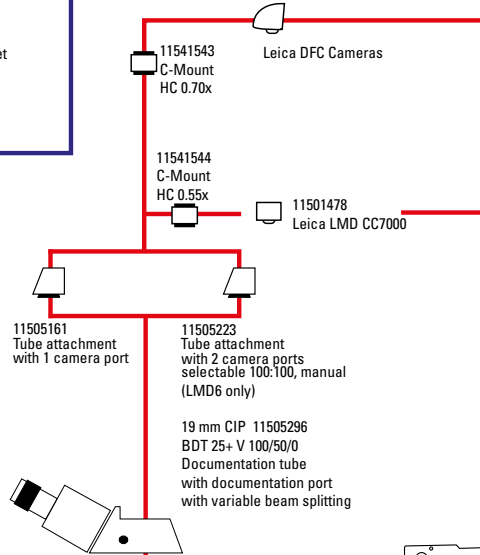 et
11541543
C-Mount
HC 0.70x
Leica DFC Cameras
11541544
C-Mount
HC 0.55x
11501478
Leica LMD CC7000
11505161
Tube attachment
with 1 camera port
11505223
Tube attachment
with 2 camera ports
selectable 100:100, manual
(LMD6 only)
19 mm CIP 11505296
BDT 25+ V 100/50/0
Documentation tube
with documentation port
with variable beam splitting